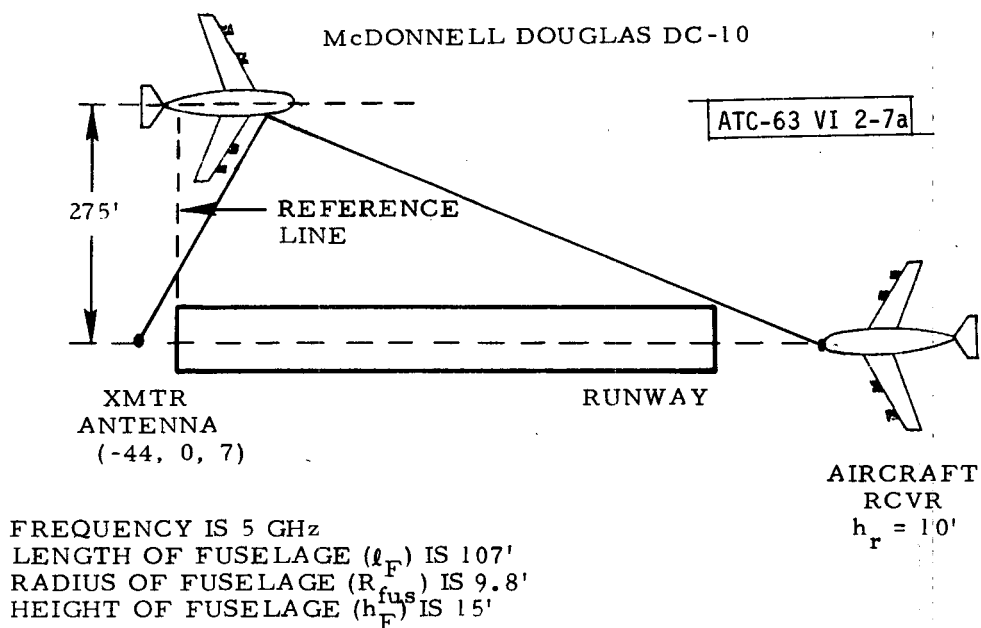 McDONNELL DOUGLAS DC-10
ATC-63 VI 2-7a
275'
REFERENCE
LINE
XMTR
ANTENNA
(-44, 0, 7)
RUNWAY
AIRCRAFT
RCVR
h_r = 10'
FREQUENCY IS 5 GHz
LENGTH OF FUSELAGE (ℓ_F) IS 107'
RADIUS OF FUSELAGE (R_fus) IS 9.8'
HEIGHT OF FUSELAGE (h_F) IS 15'